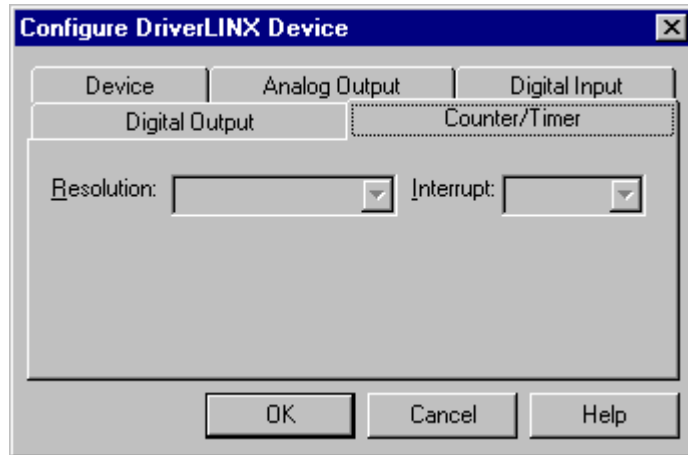 Configure DriverLINX Device
Device Analog Output Digital Input
Digital Output Counter/Timer
Resolution: Interrupt:
OK Cancel Help